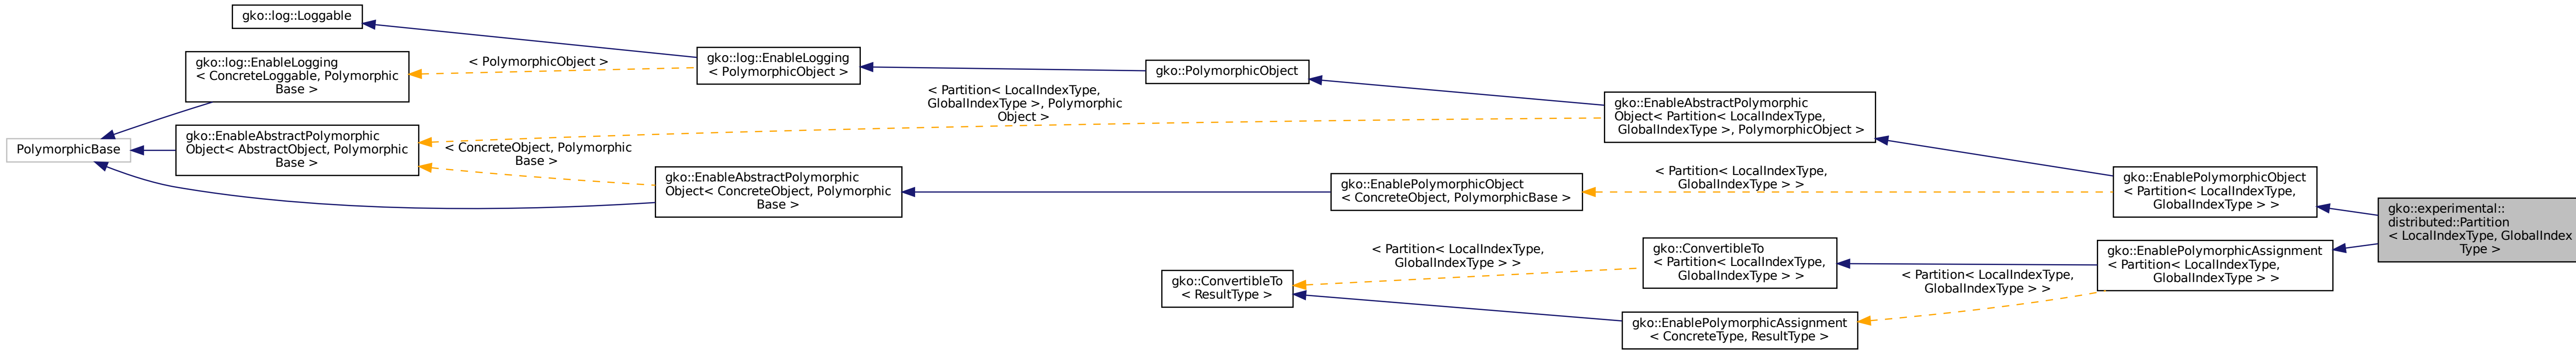 gko::log::Loggable
gko::log::EnableLogging
< ConcreteLoggable, Polymorphic
Base >
< PolymorphicObject >
gko::log::EnableLogging
< PolymorphicObject >
gko::PolymorphicObject
PolymorphicBase
gko::EnableAbstractPolymorphic
Object< AbstractObject, Polymorphic
Base >
< Partition< LocalIndexType,
GlobalIndexType >, Polymorphic
Object >
gko::EnableAbstractPolymorphic
Object< Partition< LocalIndexType,
GlobalIndexType >, PolymorphicObject >
< ConcreteObject, Polymorphic
Base >
gko::EnableAbstractPolymorphic
Object< ConcreteObject, Polymorphic
Base >
gko::EnablePolymorphicObject
< ConcreteObject, PolymorphicBase >
< Partition< LocalIndexType,
GlobalIndexType > >
gko::EnablePolymorphicObject
< Partition< LocalIndexType,
GlobalIndexType > >
gko::experimental::
distributed::Partition
< LocalIndexType, GlobalIndex
Type >
gko::ConvertibleTo
< ResultType >
< Partition< LocalIndexType,
GlobalIndexType > >
gko::ConvertibleTo
< Partition< LocalIndexType,
GlobalIndexType > >
< Partition< LocalIndexType,
GlobalIndexType > >
gko::EnablePolymorphicAssignment
< Partition< LocalIndexType,
GlobalIndexType > >
gko::EnablePolymorphicAssignment
< ConcreteType, ResultType >